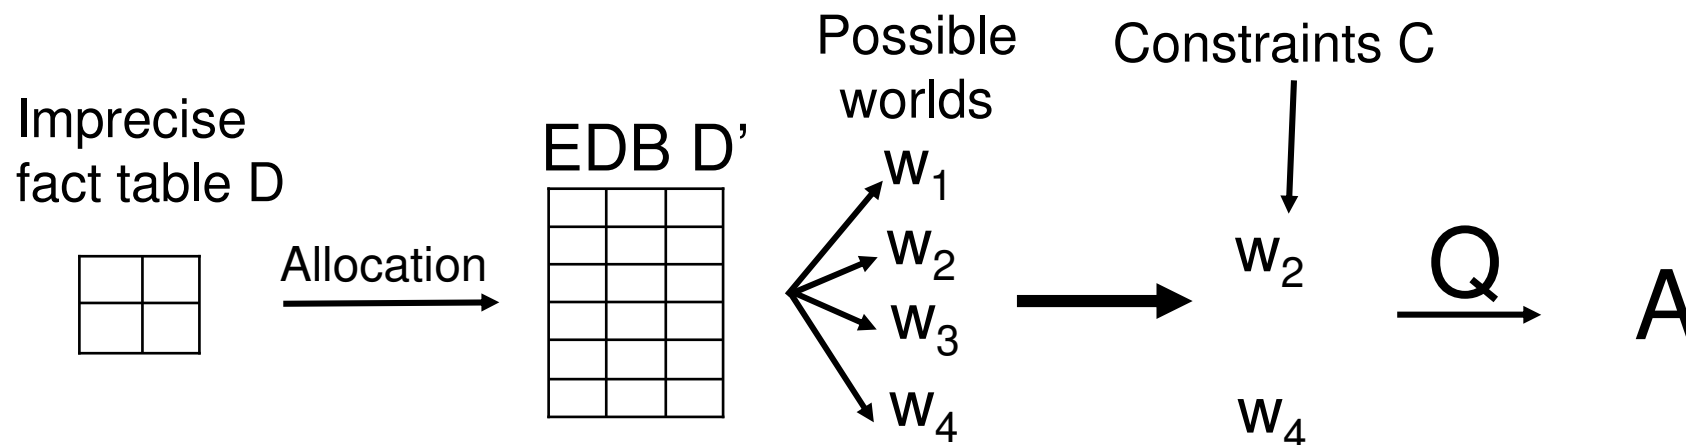 Imprecise
fact table D
Allocation
EDB D’
Possible
worlds
w1
w2
w3
w4
Constraints C
w2
w4
Q
A